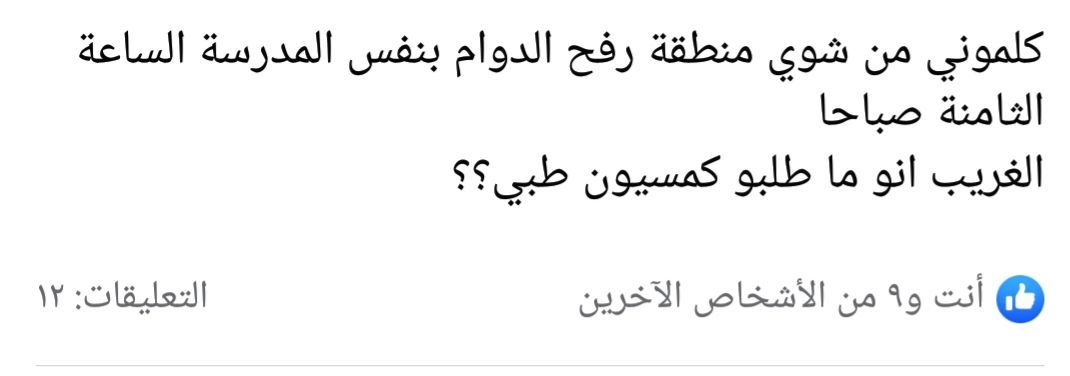 كلموني من شوي منطقة رفح الدوام بنفس المدرسة الساعة
الثامنة صباحا
الغريب انو ما طلبو كمسيون طبي؟؟
أنت و٩ من الأشخاص الآخرين
التعليقات: ١٢